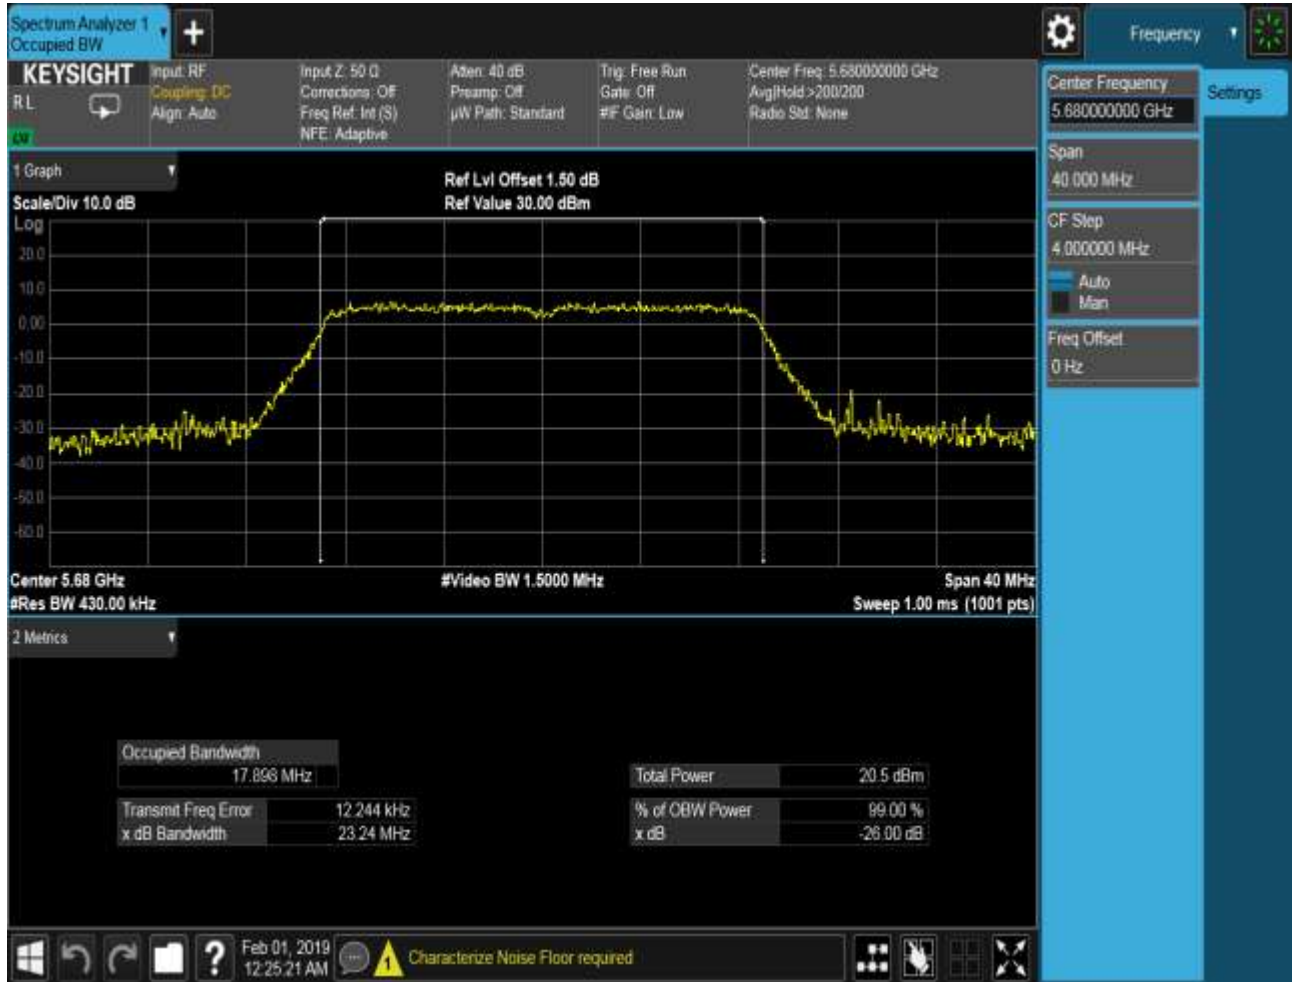 Spectrum Analyzer 1
Occupied BW
Frequency
KEYSIGHT
R L
Input: RF
Coupling: DC
Align: Auto
Input Z: 50 Ω
Corrections: Off
Freq Ref: Int (S)
NFE: Adaptive
Atten: 40 dB
Preamp: Off
µW Path: Standard
Trig: Free Run
Gate: Off
#IF Gain: Low
Center Freq: 5.680000000 GHz
Avg|Hold:>200/200
Radio Std: None
Center Frequency
5.680000000 GHz
Settings
Span
40.000 MHz
CF Step
4.000000 MHz
Auto
Man
Freq Offset
0 Hz
1 Graph
Scale/Div 10.0 dB
Ref Lvl Offset 1.50 dB
Ref Value 30.00 dBm
Log
20.0
10.0
0.00
-10.0
-20.0
-30.0
-40.0
-50.0
-60.0
Center 5.68 GHz
#Res BW 430.00 kHz
#Video BW 1.5000 MHz
Span 40 MHz
Sweep 1.00 ms (1001 pts)
2 Metrics
Occupied Bandwidth
17.898 MHz
Transmit Freq Error 12.244 kHz
x dB Bandwidth 23.24 MHz
Total Power 20.5 dBm
% of OBW Power 99.00 %
x dB -26.00 dB
?
Feb 01, 2019
12:25:21 AM
1
Characterize Noise Floor required